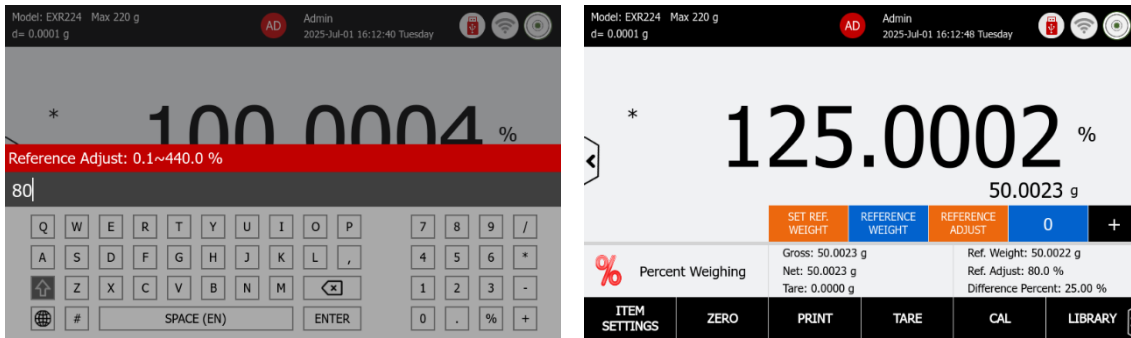 Model: EXR224 Max 220 g
d= 0.0001 g
AD
Admin
2025-Jul-01 16:12:40 Tuesday
* 100.0004 %
Reference Adjust: 0.1~440.0 %
80
Q W E R T Y U I O P 7 8 9 /
A S D F G H J K L , 4 5 6 *
Z X C V B N M 1 2 3 -
# SPACE (EN) ENTER 0 . % +
Model: EXR224 Max 220 g
d= 0.0001 g
AD
Admin
2025-Jul-01 16:12:48 Tuesday
* 125.0002 %
50.0023 g
SET REF.
WEIGHT
REFERENCE
WEIGHT
REFERENCE
ADJUST
0
+
% Percent Weighing
Gross: 50.0023 g
Net: 50.0023 g
Tare: 0.0000 g
Ref. Weight: 50.0022 g
Ref. Adjust: 80.0 %
Difference Percent: 25.00 %
ITEM
SETTINGS
ZERO
PRINT
TARE
CAL
LIBRARY